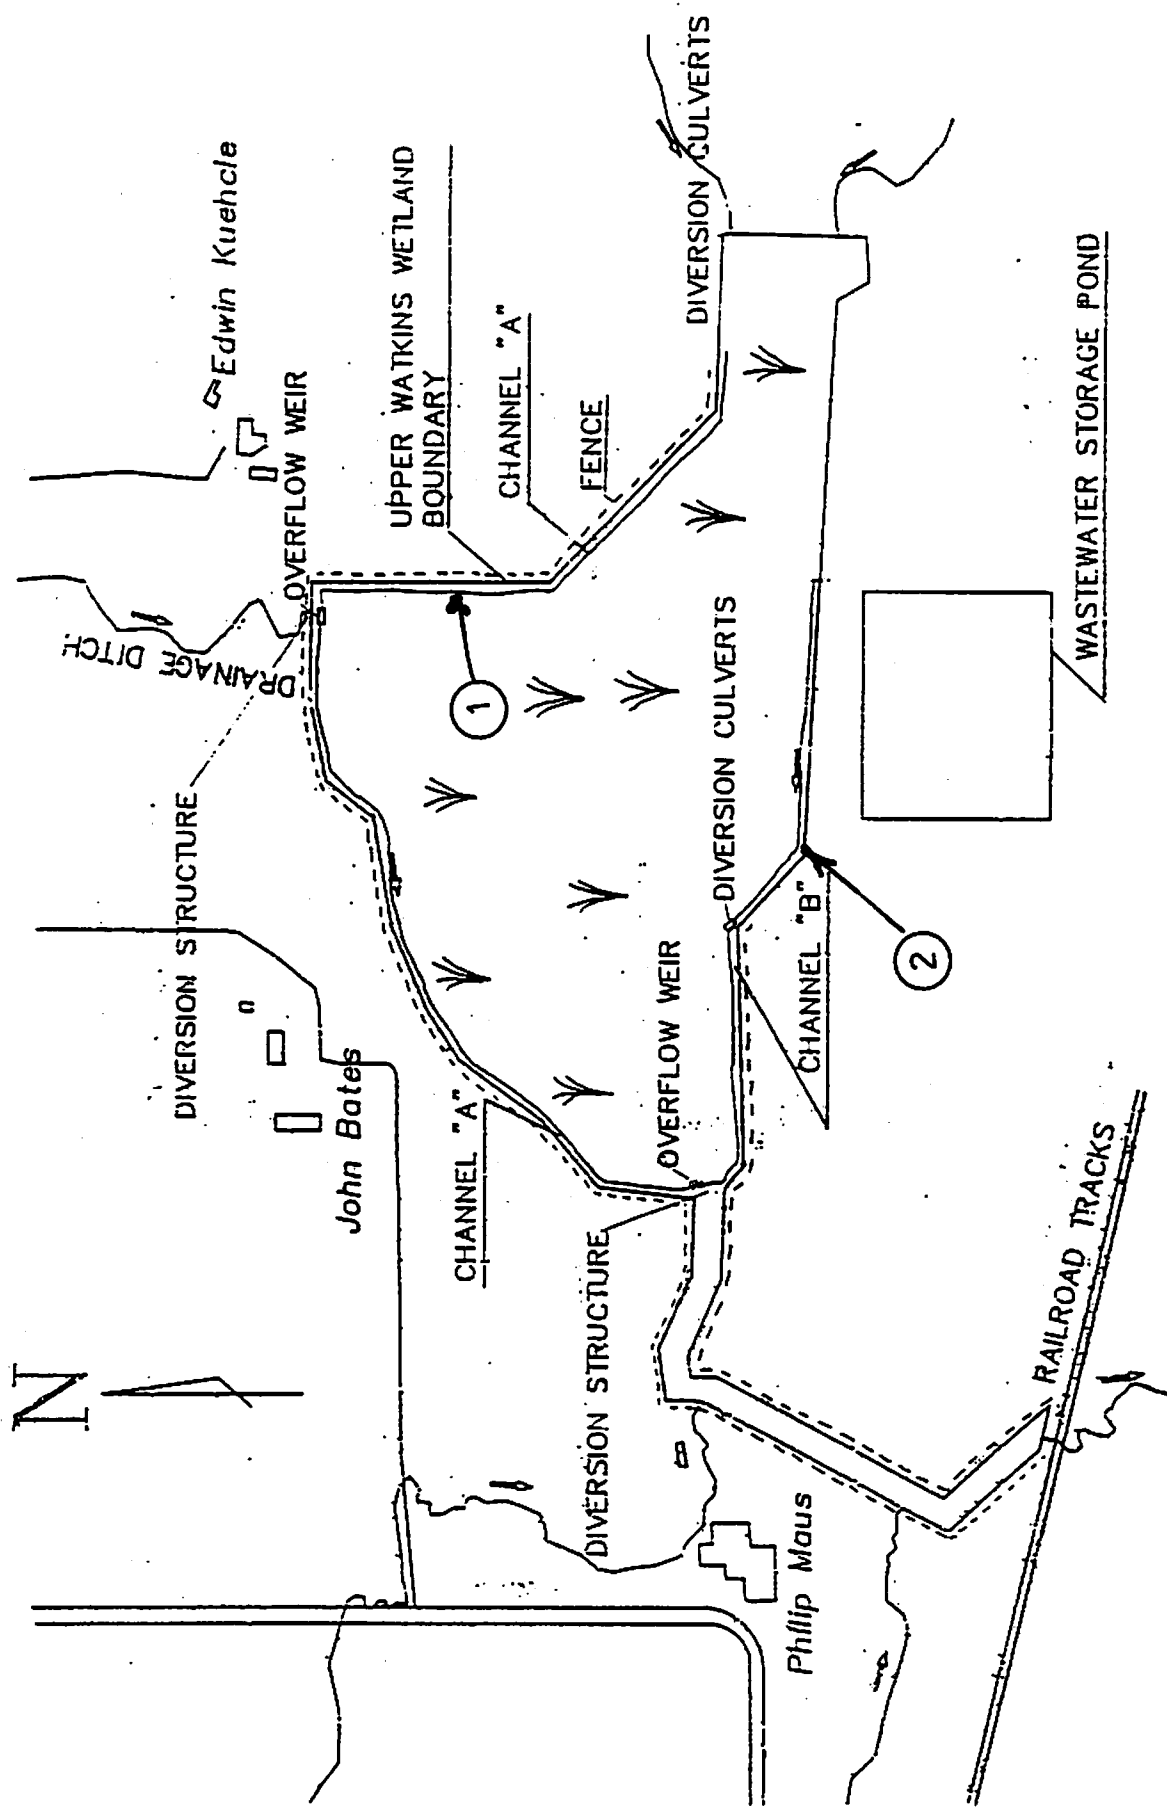 N
DRAINAGE DITCH
Edwin Kuehcle
OVERFLOW WEIR
DIVERSION STRUCTURE
John Bates
UPPER WATKINS WETLAND
BOUNDARY
CHANNEL "A"
FENCE
1
CHANNEL "A"
DIVERSION STRUCTURE
DIVERSION CULVERTS
OVERFLOW WEIR
DIVERSION CULVERTS
CHANNEL "B"
2
Philip Maus
WASTEWATER STORAGE POND
RAILROAD TRACKS